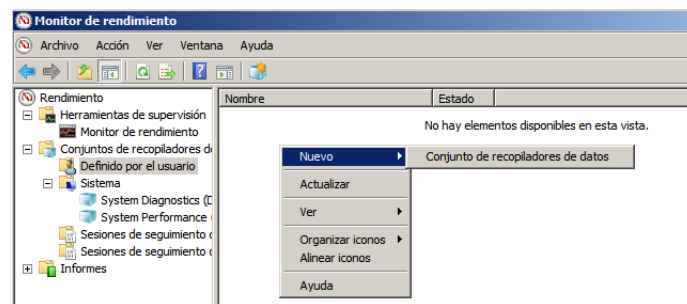 Monitor de rendimiento
Archivo Acción Ver Ventana Ayuda
Rendimiento
Herramientas de supervisión
Monitor de rendimiento
Conjuntos de recopiladores d
Definido por el usuario
Sistema
System Diagnostics (D
System Performance (
Sesiones de seguimiento d
Sesiones de seguimiento d
Informes
Nombre Estado
No hay elementos disponibles en esta vista.
Nuevo
Conjunto de recopiladores de datos
Actualizar
Ver
Organizar iconos
Alinear iconos
Ayuda